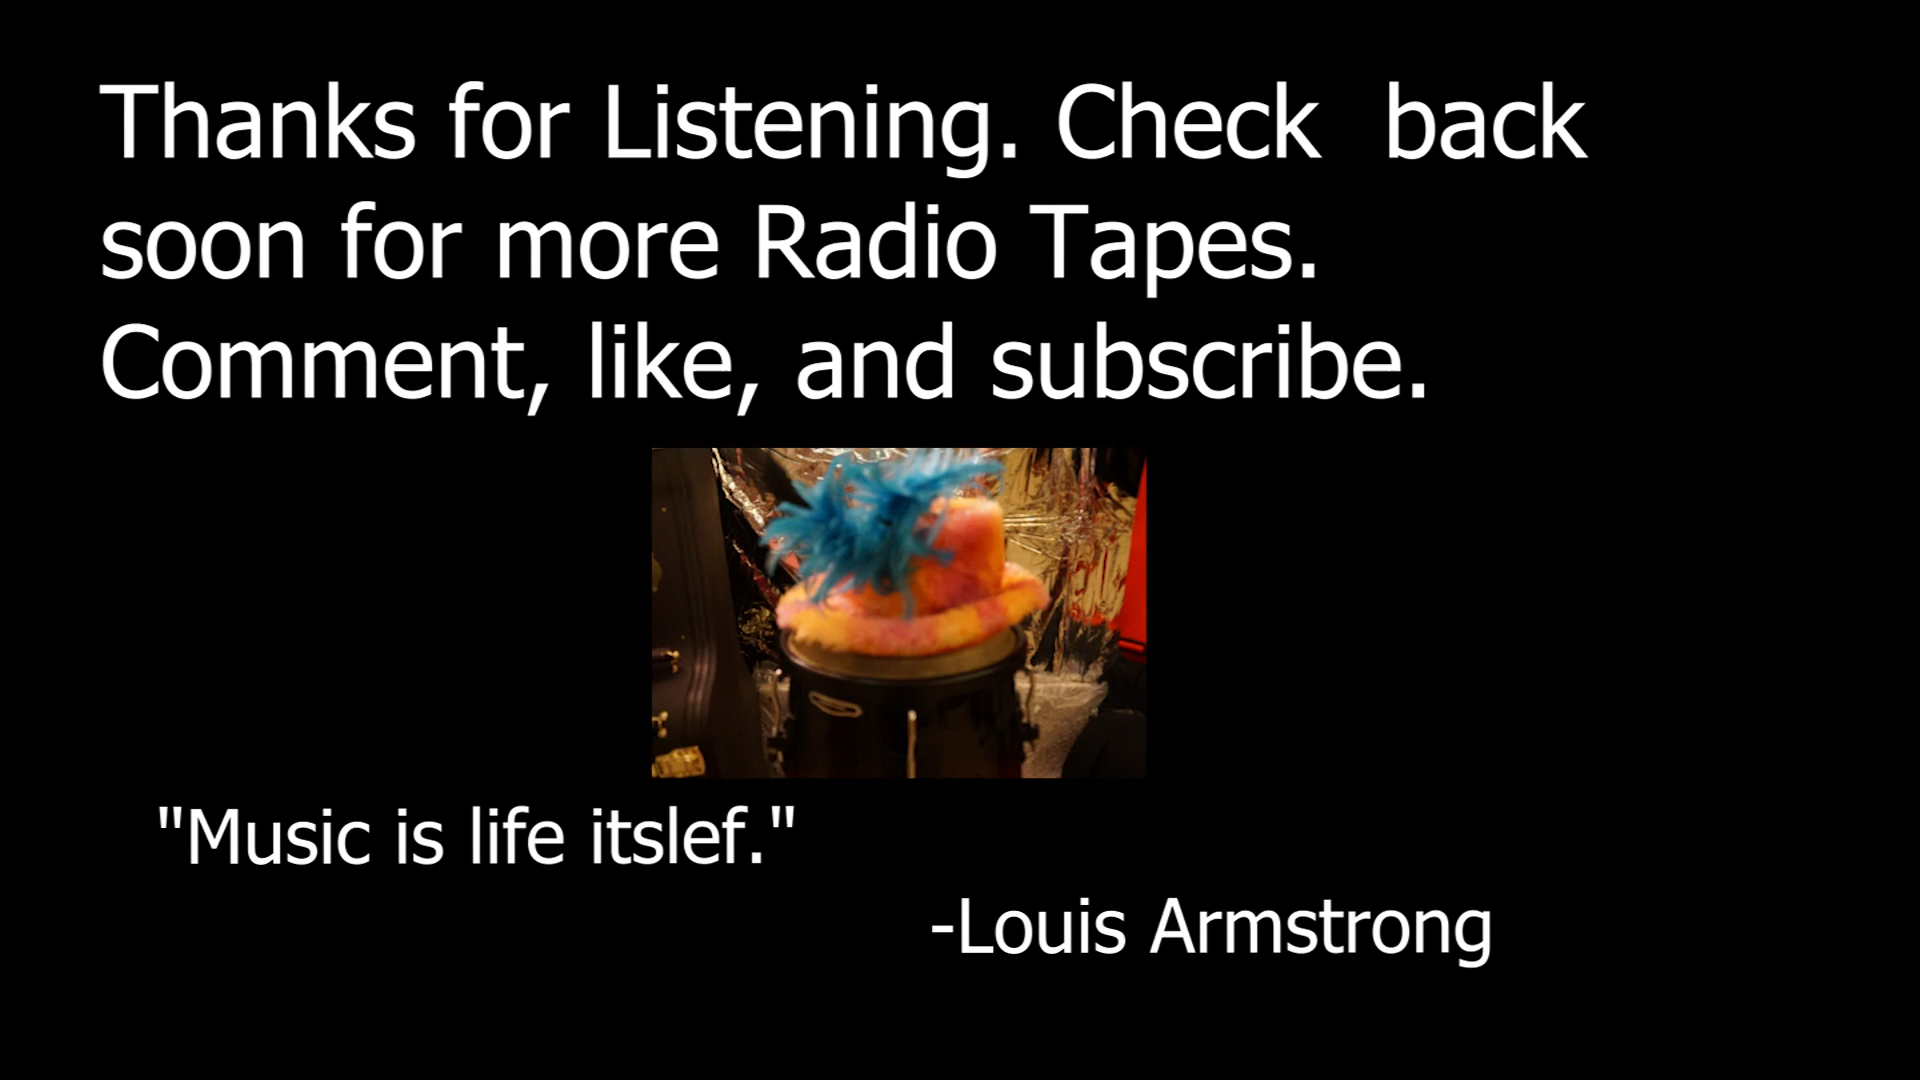 Thanks for Listening. Check  back
soon for more Radio Tapes.
Comment, like, and subscribe.
"Music is life itslef."
-Louis Armstrong